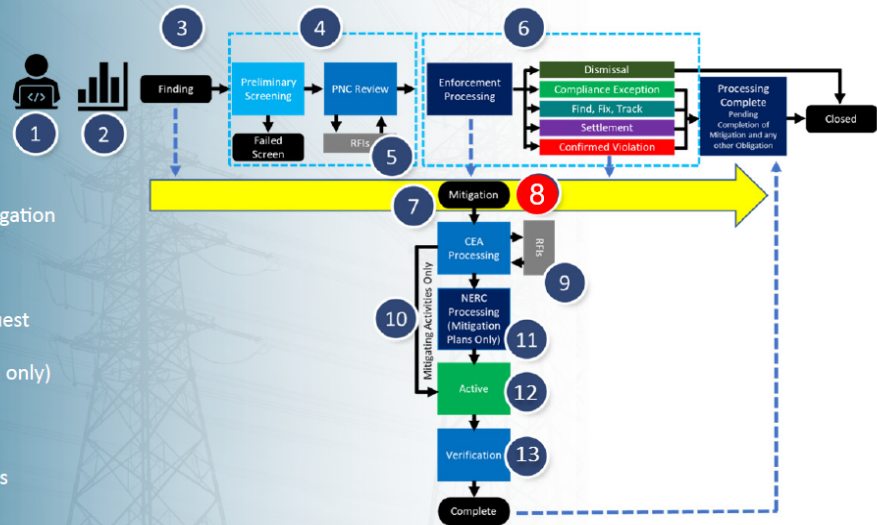 3
4
6
</>
1
2
Finding
Preliminary
Screening
PNC Review
Failed
Screen
RFIs
5
Enforcement
Processing
Dismissal
Compliance Exception
Find, Fix, Track
Settlement
Confirmed Violation
Processing
Complete
Pending
Completion of
Mitigation and any
other Obligation
Closed
gation
uest
only)
s
7
Mitigation
8
CEA
Processing
RFIs
9
10
Mitigating Activities Only
NERC
Processing
(Mitigation
Plans Only)
11
Active
12
Verification
13
Complete